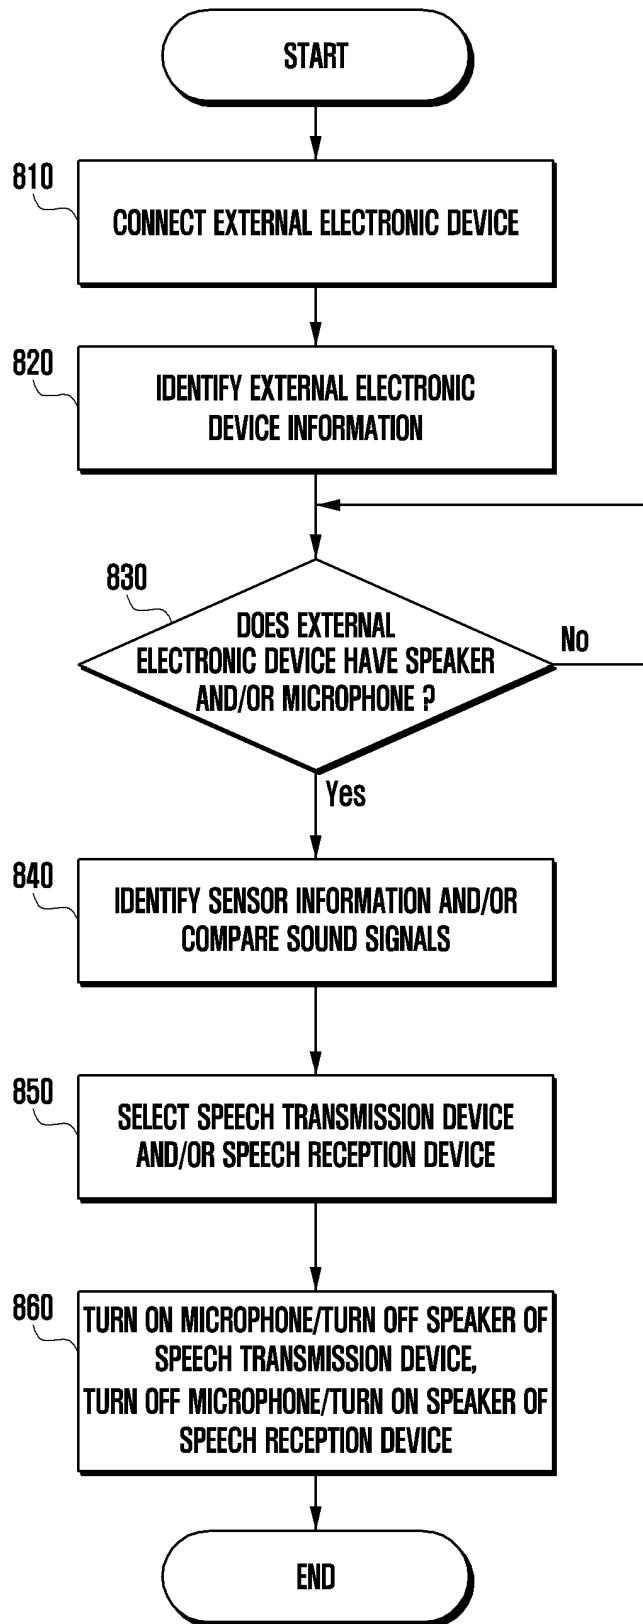 START
810
CONNECT EXTERNAL ELECTRONIC DEVICE
820
IDENTIFY EXTERNAL ELECTRONIC
DEVICE INFORMATION
830
DOES EXTERNAL
ELECTRONIC DEVICE HAVE SPEAKER
AND/OR MICROPHONE ?
No
Yes
840
IDENTIFY SENSOR INFORMATION AND/OR
COMPARE SOUND SIGNALS
850
SELECT SPEECH TRANSMISSION DEVICE
AND/OR SPEECH RECEPTION DEVICE
860
TURN ON MICROPHONE/TURN OFF SPEAKER OF
SPEECH TRANSMISSION DEVICE,
TURN OFF MICROPHONE/TURN ON SPEAKER OF
SPEECH RECEPTION DEVICE
END